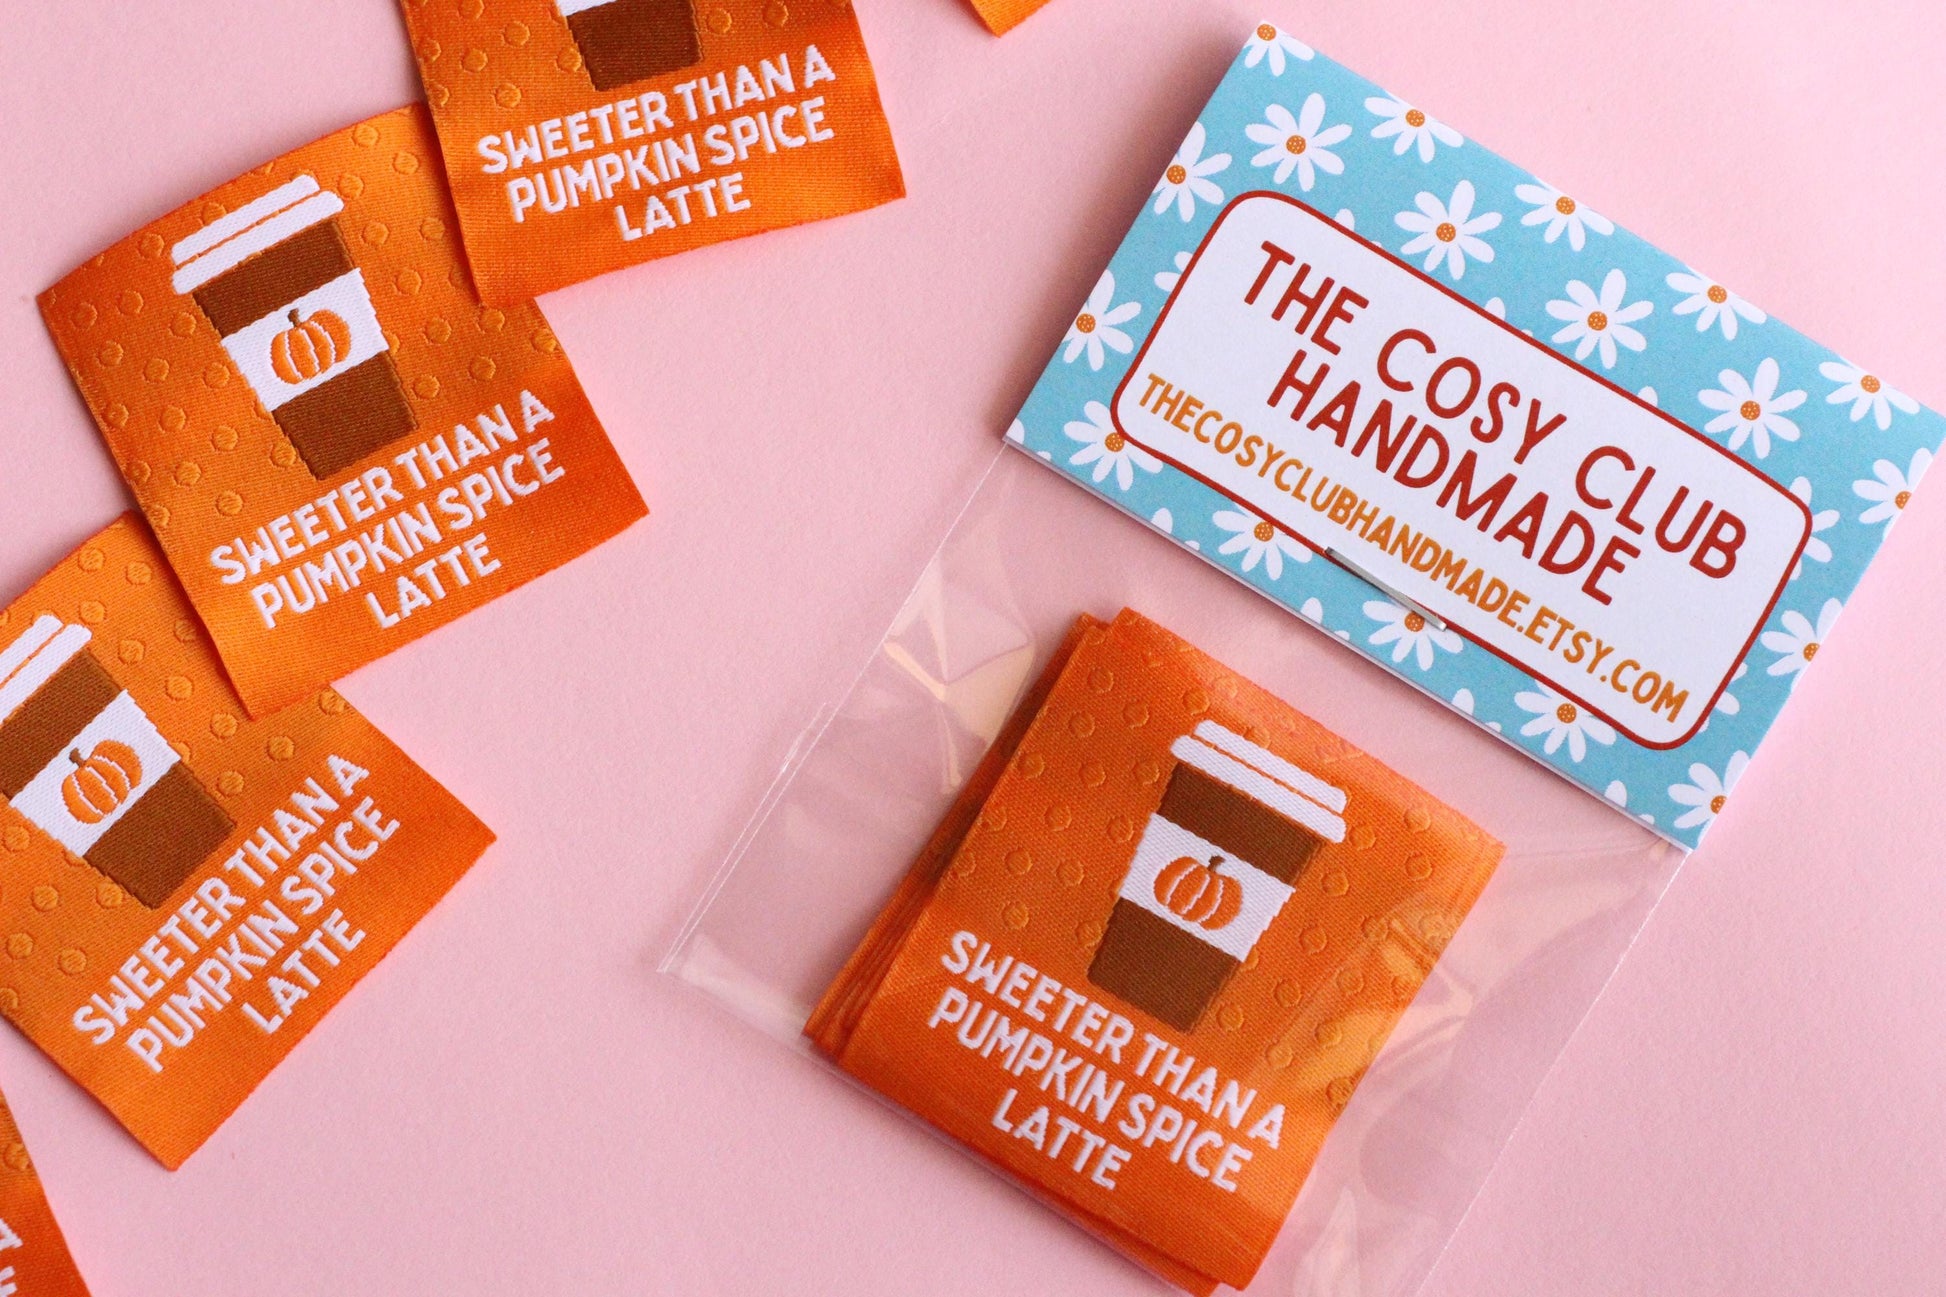 SWEETER THAN A
PUMPKIN SPICE
LATTE
SWEETER THAN A
PUMPKIN SPICE
LATTE
SWEETER THAN A
PUMPKIN SPICE
LATTE
THE COSY CLUB
HANDMADE
THECOSYCLUBHANDMADE.ETSY.COM
SWEETER THAN A
PUMPKIN SPICE
LATTE